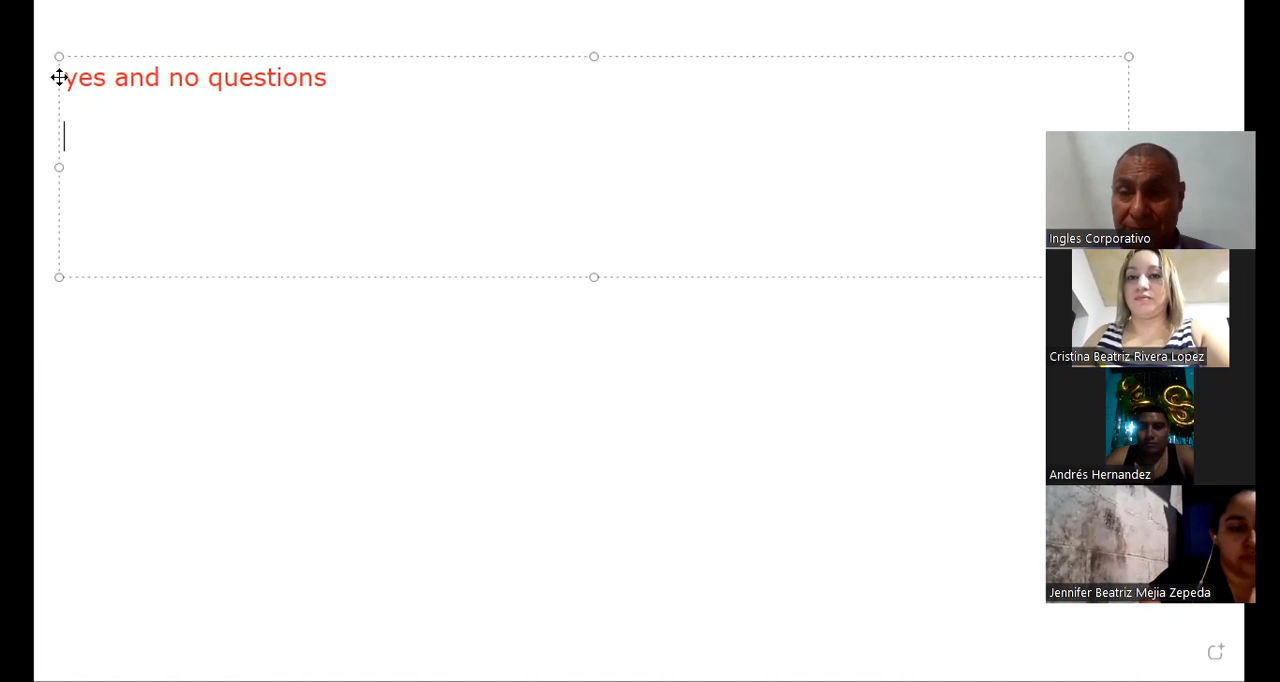 yes and no questions
Ingles Corporativo
Cristina Beatriz Rivera Lopez
Andrés Hernandez
Jennifer Beatriz Mejia Zepeda